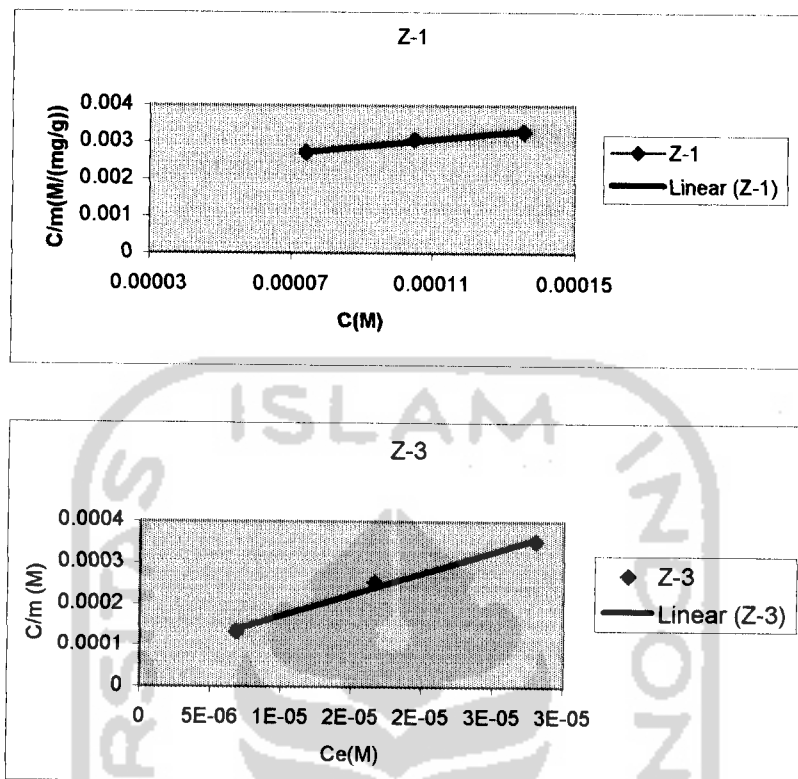 Z-1
C/m(M/(mg/g))
0.004
0.003
0.002
0.001
0
0.00003 0.00007 0.00011 0.00015
C(M)
Z-1
Linear (Z-1)
ISLAM
Z-3
C/m (M)
0.0004
0.0003
0.0002
0.0001
0
0 5E-06 1E-05 2E-05 2E-05 3E-05 3E-05
Ce(M)
Z-3
Linear (Z-3)
RSTAS
INDON